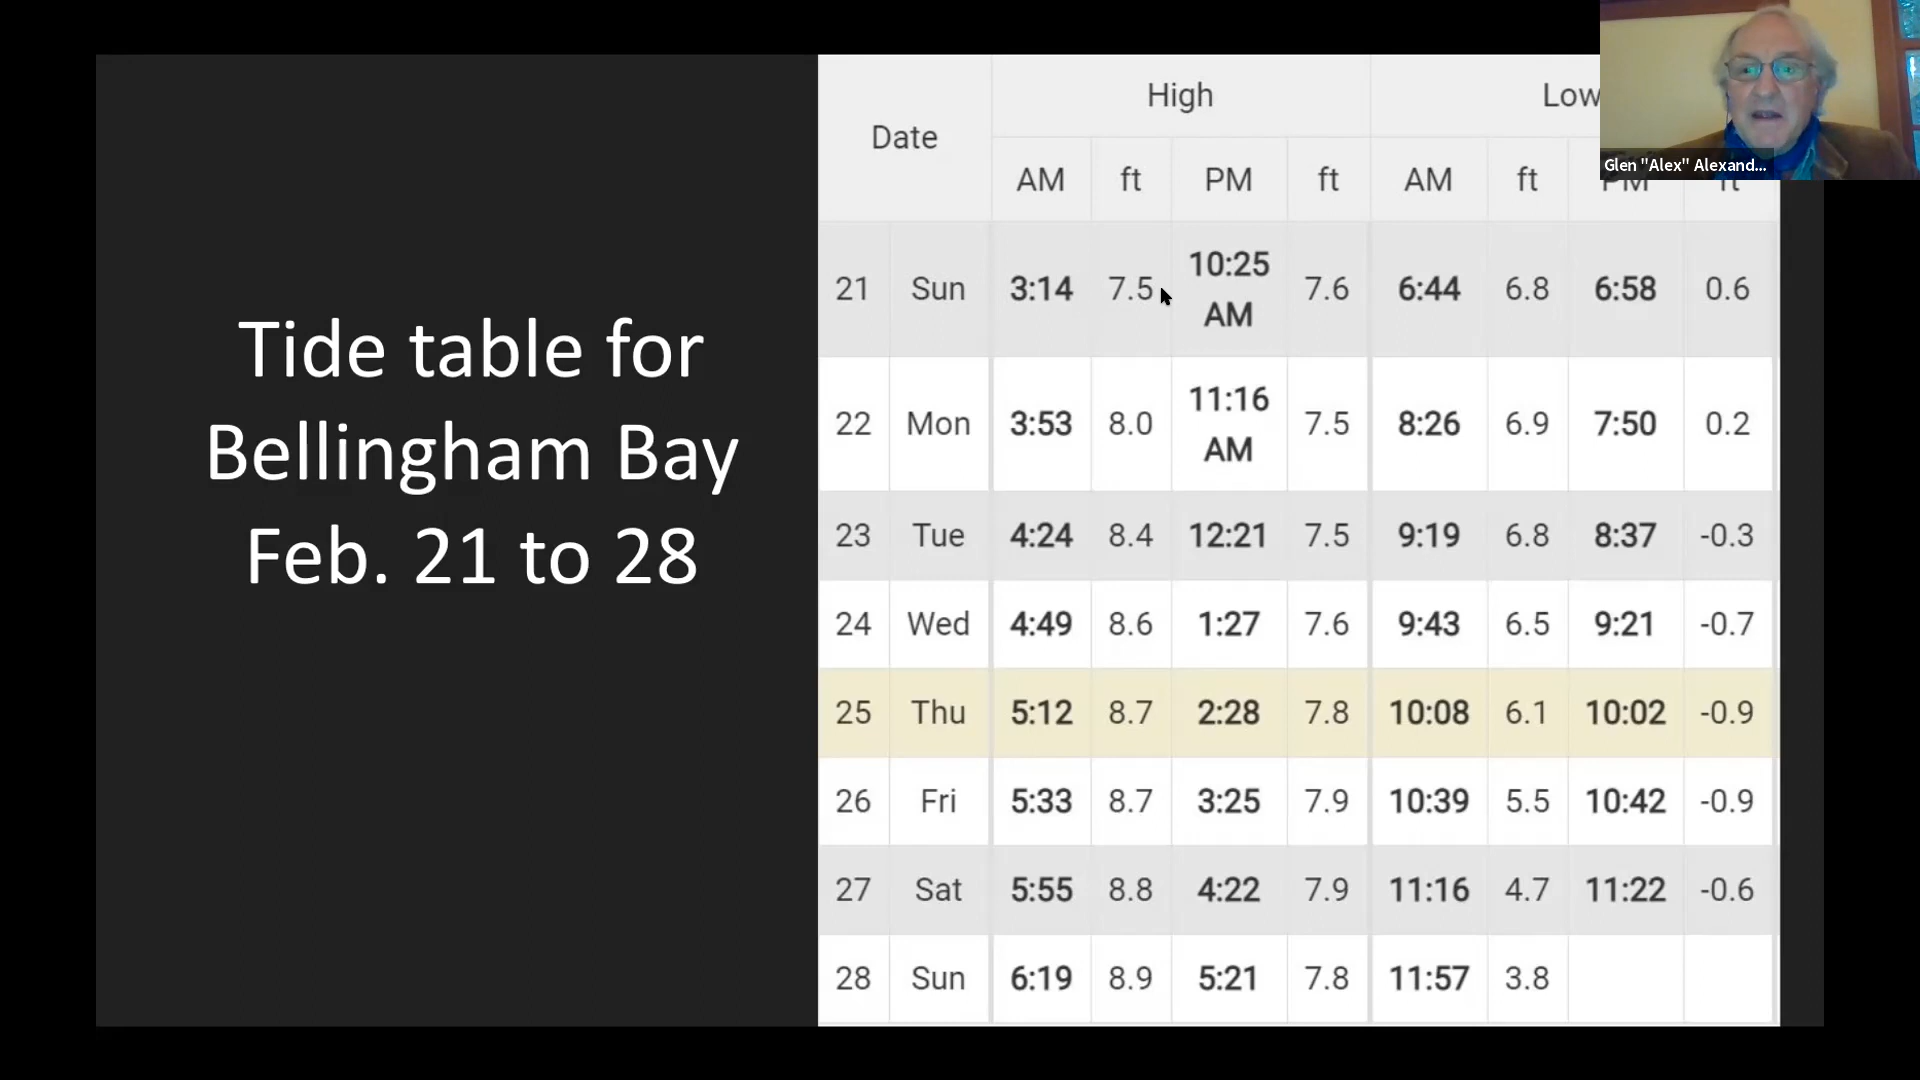 Tide table for
Bellingham Bay
Feb. 21 to 28
Date High Low
AM ft PM ft AM ft PM ft
21 Sun 3:14 7.5 10:25 AM 7.6 6:44 6.8 6:58 0.6
22 Mon 3:53 8.0 11:16 AM 7.5 8:26 6.9 7:50 0.2
23 Tue 4:24 8.4 12:21 7.5 9:19 6.8 8:37 -0.3
24 Wed 4:49 8.6 1:27 7.6 9:43 6.5 9:21 -0.7
25 Thu 5:12 8.7 2:28 7.8 10:08 6.1 10:02 -0.9
26 Fri 5:33 8.7 3:25 7.9 10:39 5.5 10:42 -0.9
27 Sat 5:55 8.8 4:22 7.9 11:16 4.7 11:22 -0.6
28 Sun 6:19 8.9 5:21 7.8 11:57 3.8
Glen "Alex" Alexand...